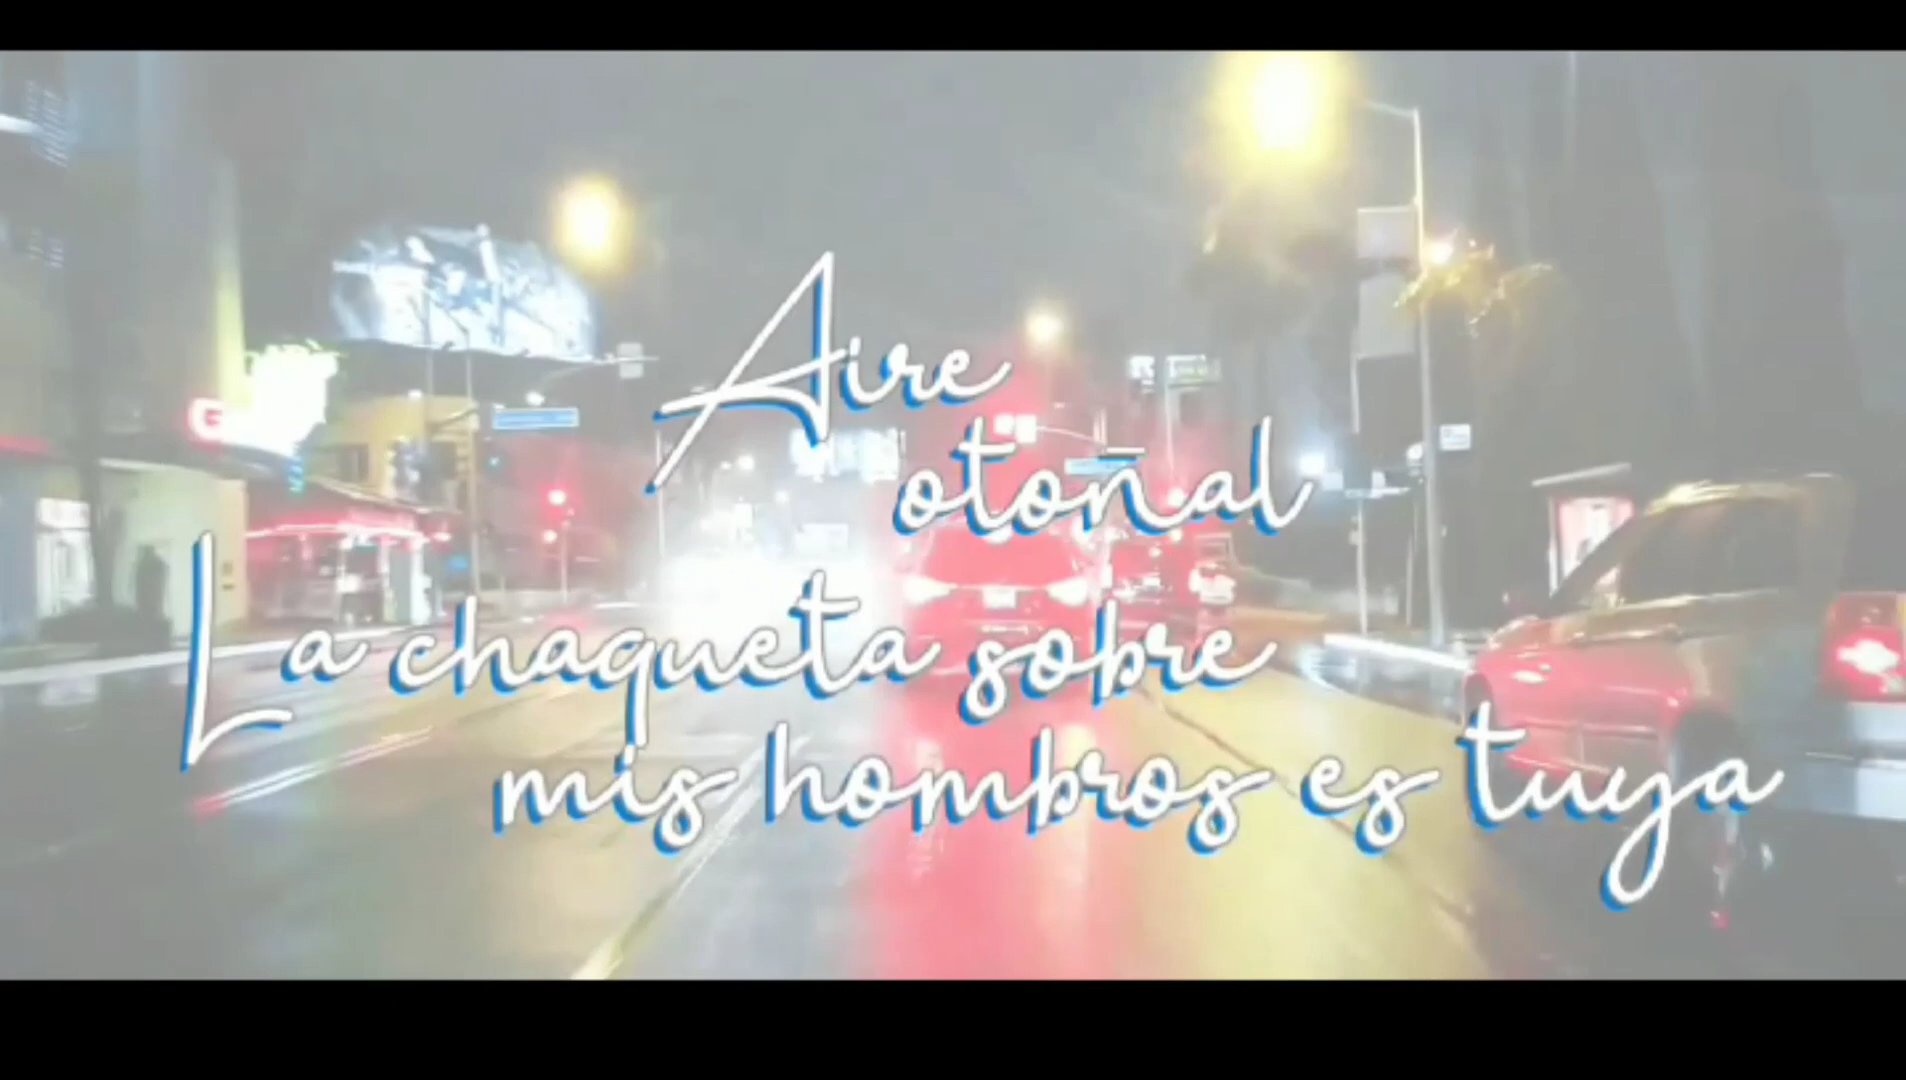 Aire
otoñal
La chaqueta sobre
mis hombros es tuya